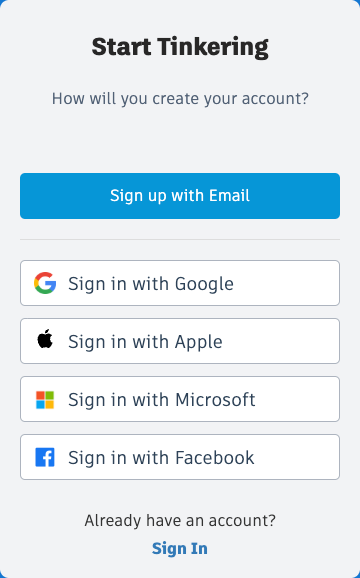 Start Tinkering
How will you create your account?
Sign up with Email
Sign in with Google
Sign in with Apple
Sign in with Microsoft
Sign in with Facebook
Already have an account?
Sign In